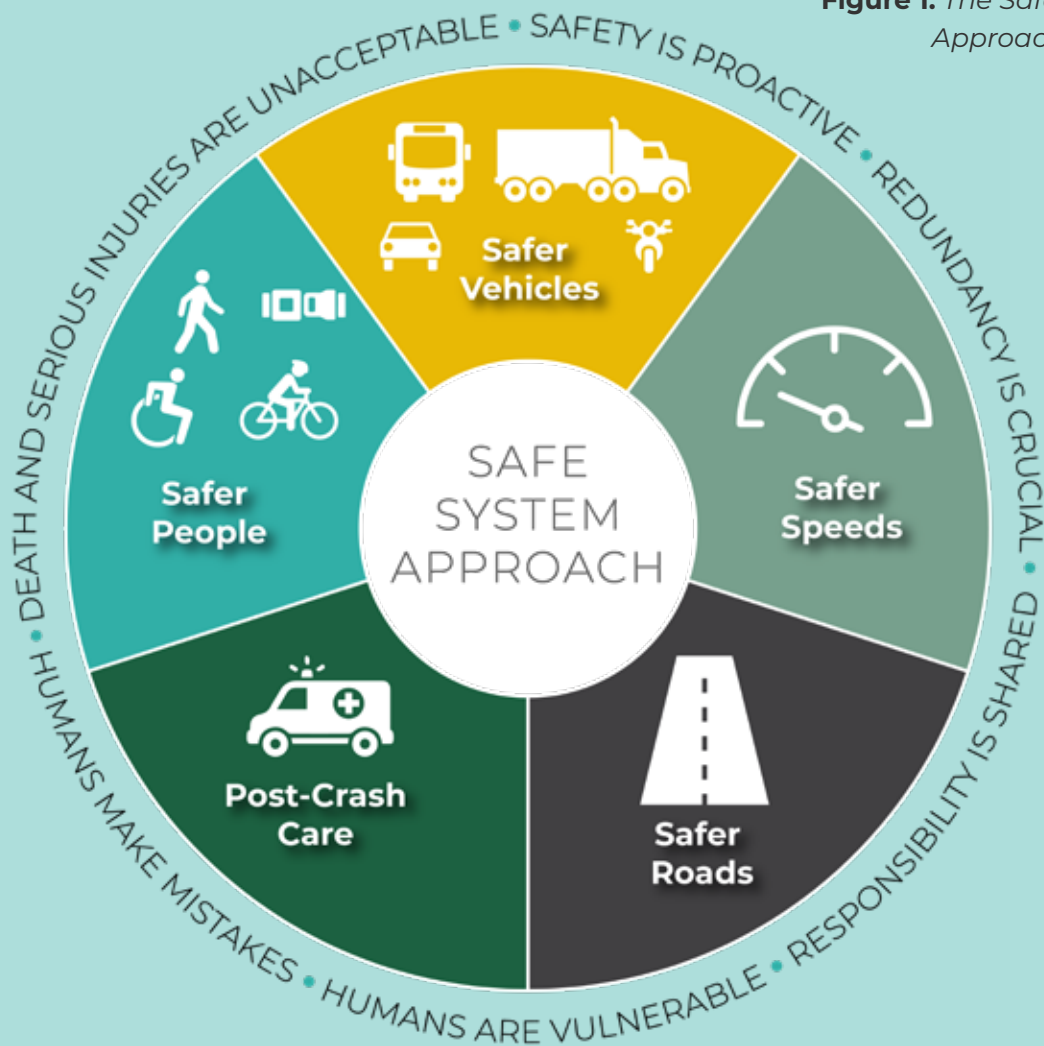 Figure 1. The Safe
Approac
DEATH AND SERIOUS INJURIES ARE UNACCEPTABLE • SAFETY IS PROACTIVE • REDUNDANCY IS CRUCIAL • RESPONSIBILITY IS SHARED • HUMANS ARE VULNERABLE • HUMANS MAKE MISTAKES •
Safer
Vehicles
Safer
People
Safer
Speeds
SAFE
SYSTEM
APPROACH
Post-Crash
Care
Safer
Roads